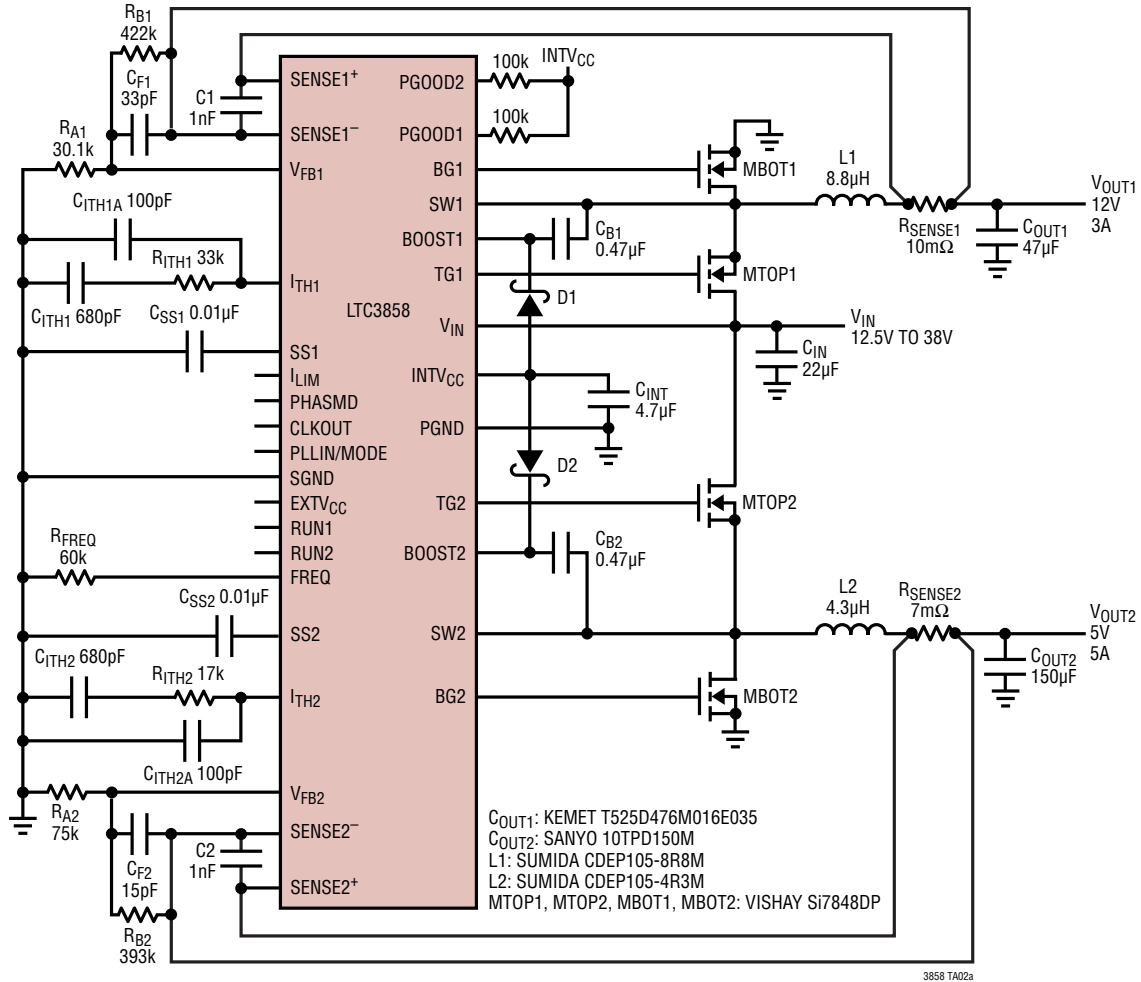 RB1
422k
CF1
33pF
C1
1nF
RA1
30.1k
CITH1A 100pF
RITH1 33k
CITH1 680pF
CSS1 0.01µF
RFREQ
60k
CSS2 0.01µF
CITH2 680pF
RITH2 17k
CITH2A 100pF
RA2
75k
CF2
15pF
C2
1nF
RB2
393k
SENSE1+
SENSE1–
VFB1
ITH1
LTC3858
SS1
ILIM
PHASMD
CLKOUT
PLLIN/MODE
SGND
EXTVCC
RUN1
RUN2
FREQ
SS2
ITH2
VFB2
SENSE2–
SENSE2+
PGOOD2
PGOOD1
BG1
SW1
BOOST1
TG1
VIN
INTVCC
PGND
TG2
BOOST2
SW2
BG2
100k
INTVCC
100k
MBOT1
L1
8.8µH
CB1
0.47µF
MTOP1
D1
RSENSE1
10mΩ
VOUT1
12V
3A
COUT1
47µF
VIN
12.5V TO 38V
CIN
22µF
CINT
4.7µF
D2
MTOP2
CB2
0.47µF
L2
4.3µH
RSENSE2
7mΩ
VOUT2
5V
5A
COUT2
150µF
MBOT2
COUT1: KEMET T525D476M016E035
COUT2: SANYO 10TPD150M
L1: SUMIDA CDEP105-8R8M
L2: SUMIDA CDEP105-4R3M
MTOP1, MTOP2, MBOT1, MBOT2: VISHAY Si7848DP
3858 TA02a